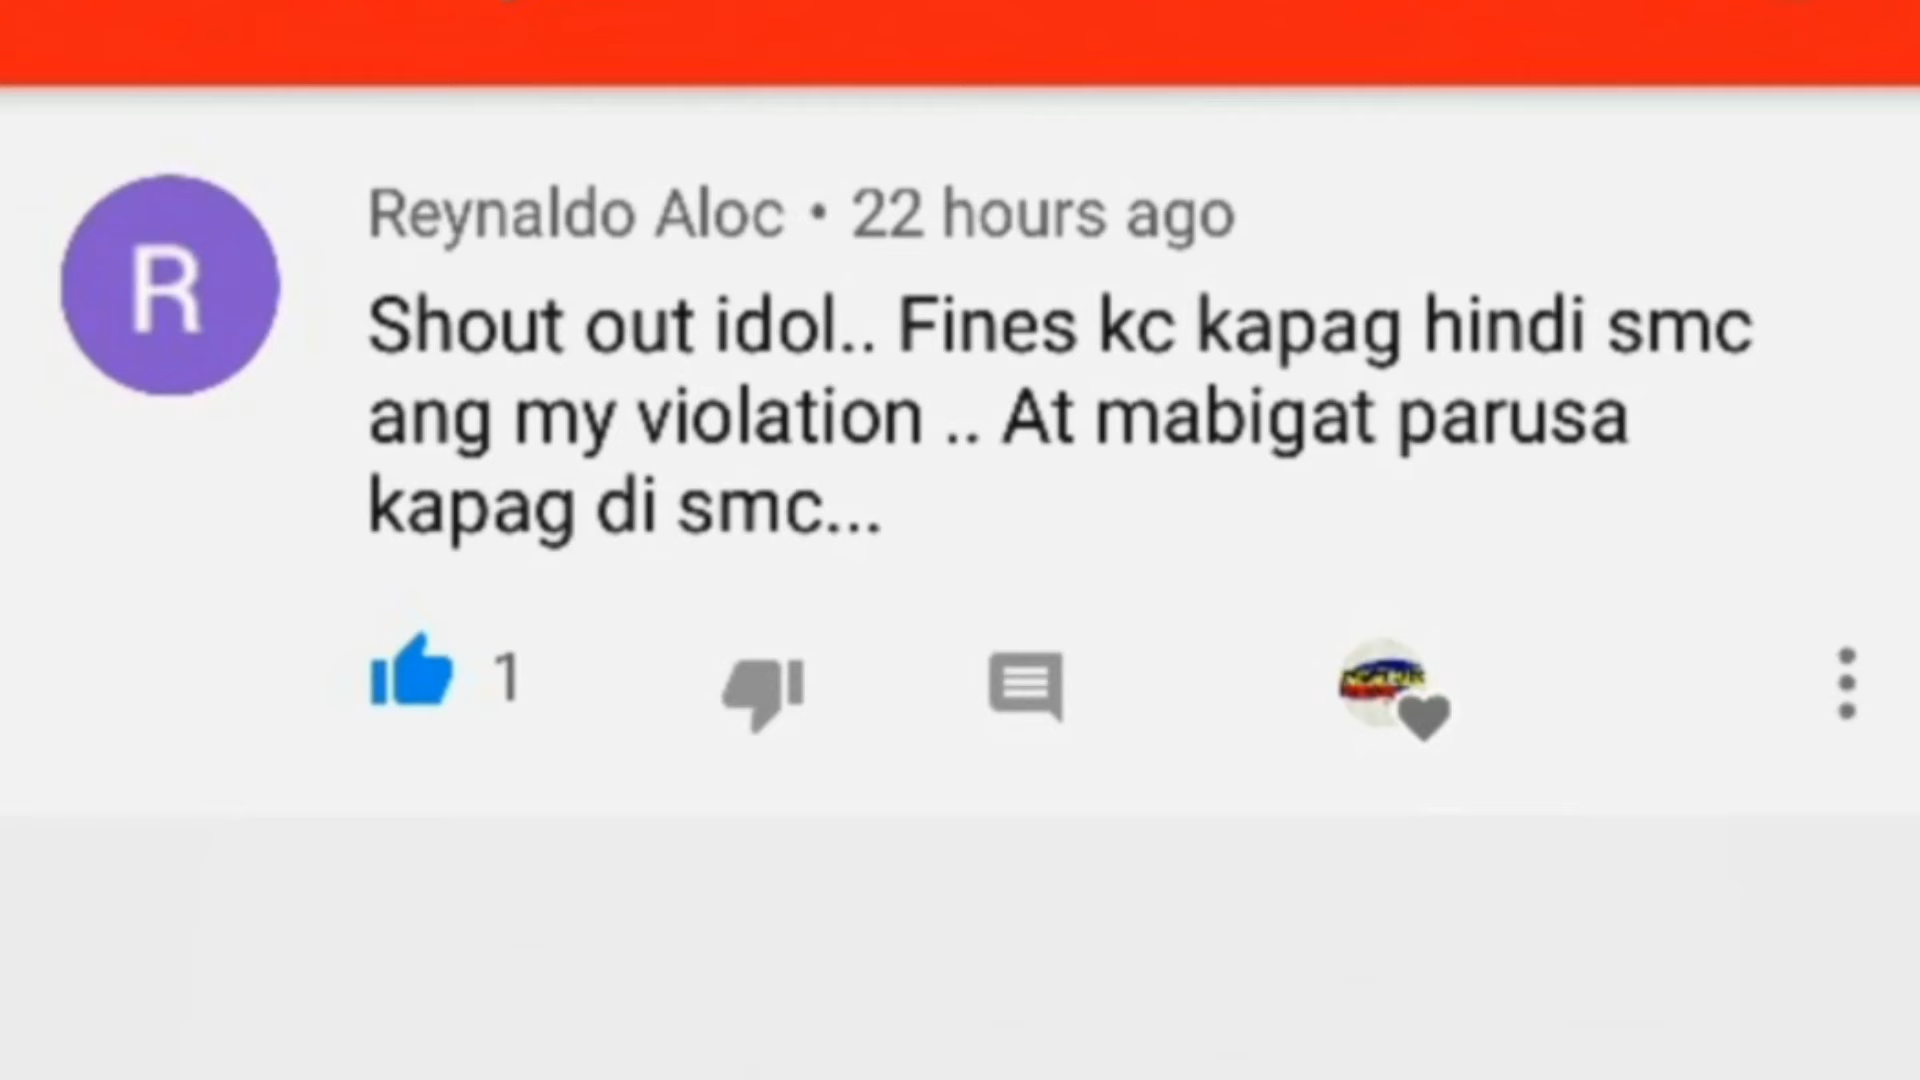 R
Reynaldo Aloc • 22 hours ago
Shout out idol.. Fines kc kapag hindi smc
ang my violation .. At mabigat parusa
kapag di smc...
1